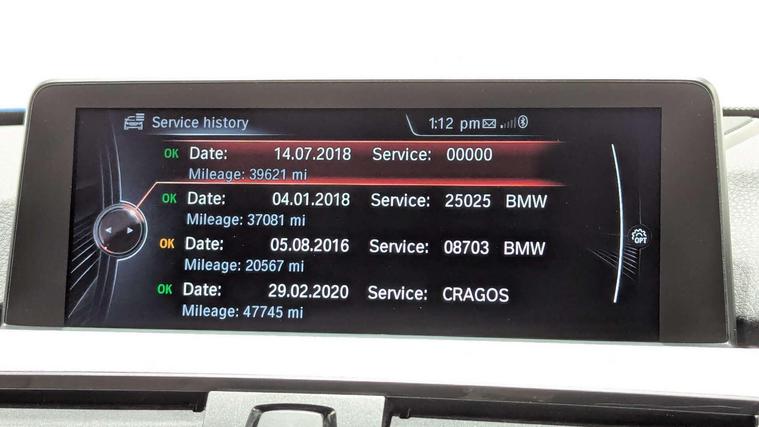 Service history 1:12 pm
OK Date: 14.07.2018 Service: 00000
Mileage: 39621 mi
OK Date: 04.01.2018 Service: 25025 BMW
Mileage: 37081 mi
OK Date: 05.08.2016 Service: 08703 BMW
Mileage: 20567 mi
OPT
OK Date: 29.02.2020 Service: CRAGOS
Mileage: 47745 mi